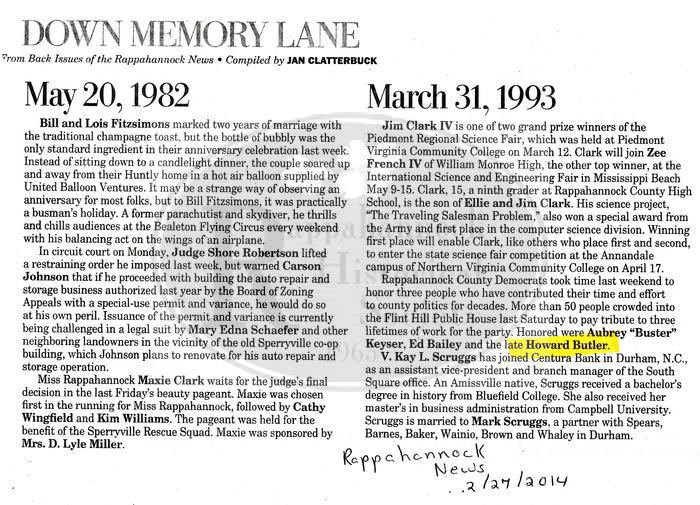 DOWN MEMORY LANE
From Back Issues of the Rappahannock News • Compiled by JAN CLATTERBUCK
May 20, 1982
Bill and Lois Fitzsimons marked two years of marriage with
the traditional champagne toast, but the bottle of bubbly was the
only standard ingredient in their anniversary celebration last week.
Instead of sitting down to a candlelight dinner, the couple soared up
and away from their Huntly home in a hot air balloon supplied by
United Balloon Ventures. It may be a strange way of observing an
anniversary for most folks, but to Bill Fitzsimons, it was practically
a busman's holiday. A former parachutist and skydiver, he thrills
and chills audiences at the Bealeton Flying Circus every weekend
with his balancing act on the wings of an airplane.
In circuit court on Monday, Judge Shore Robertson lifted
a restraining order he imposed last week, but warned Carson
Johnson that if he proceeded with building the auto repair and
storage business authorized last year by the Board of Zoning
Appeals with a special-use permit and variance, he would do so
at his own peril. Issuance of the permit and variance is currently
being challenged in a legal suit by Mary Edna Schaefer and other
neighboring landowners in the vicinity of the old Sperryville co-op
building, which Johnson plans to renovate for his auto repair and
storage operation.
Miss Rappahannock Maxie Clark waits for the judge's final
decision in the last Friday's beauty pageant. Maxie was chosen
first in the running for Miss Rappahannock, followed by Cathy
Wingfield and Kim Williams. The pageant was held for the
benefit of the Sperryville Rescue Squad. Maxie was sponsored by
Mrs. D. Lyle Miller.
March 31, 1993
Jim Clark IV is one of two grand prize winners of the
Piedmont Regional Science Fair, which was held at Piedmont
Virginia Community College on March 12. Clark will join Zee
French IV of William Monroe High, the other top winner, at the
International Science and Engineering Fair in Mississippi Beach
May 9-15. Clark, 15, a ninth grader at Rappahannock County High
School, is the son of Ellie and Jim Clark. His science project,
"The Traveling Salesman Problem," also won a special award from
the Army and first place in the computer science division. Winning
first place will enable Clark, like others who place first and second,
to enter the state science fair competition at the Annandale
campus of Northern Virginia Community College on April 17.
Rappahannock County Democrats took time last weekend to
honor three people who have contributed their time and effort
to county politics for decades. More than 50 people crowded into
the Flint Hill Public House last Saturday to pay tribute to three
lifetimes of work for the party. Honored were Aubrey "Buster"
Keyser, Ed Bailey and the late Howard Butler.
V. Kay L. Scruggs has joined Centura Bank in Durham, N.C.,
as an assistant vice-president and branch manager of the South
Square office. An Amissville native, Scruggs received a bachelor's
degree in history from Bluefield College. She also received her
master's in business administration from Campbell University.
Scruggs is married to Mark Scruggs, a partner with Spears,
Barnes, Baker, Wainio, Brown and Whaley in Durham.
Rappahannock
News
2/27/2014